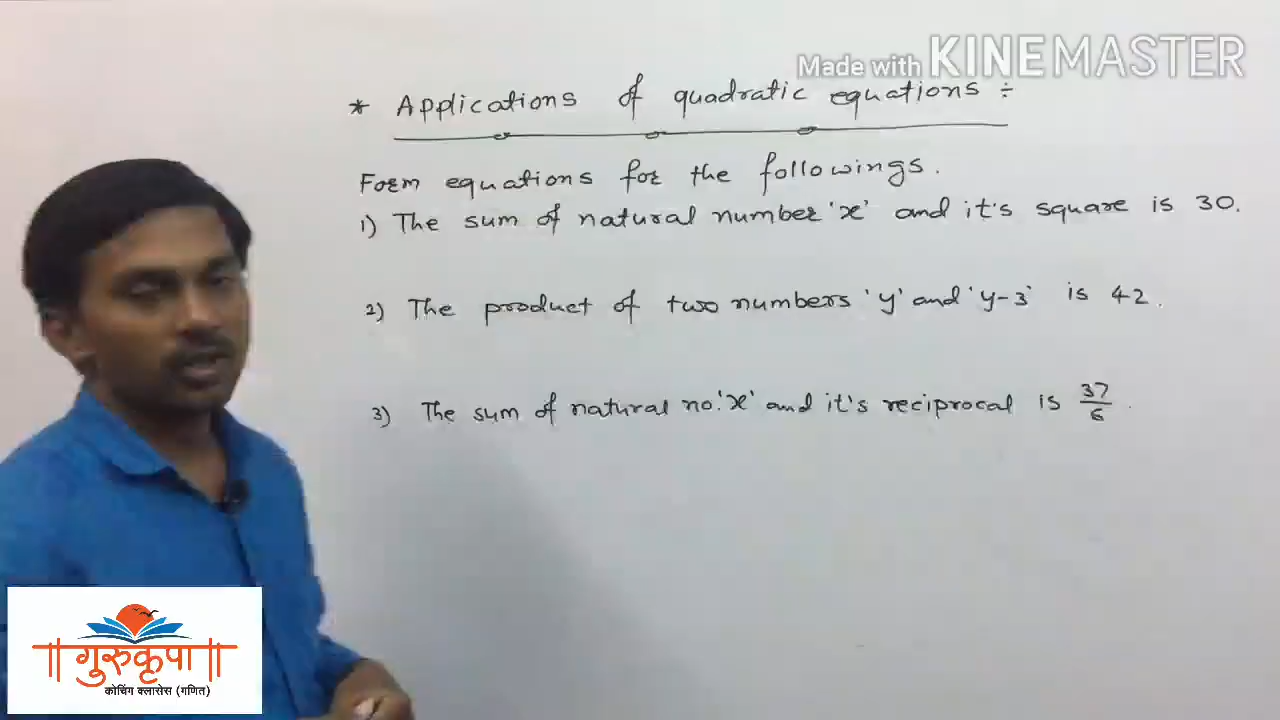 Made with KINEMASTER
* Applications of quadratic equations ÷
Form equations for the followings.
1) The sum of natural number 'x' and it's square is 30.
2) The product of two numbers 'y' and 'y-3' is 42.
3) The sum of natural no. 'x' and it's reciprocal is 37/6.
॥ गुरुकृपा ॥
कोचिंग क्लासेस (गणित)